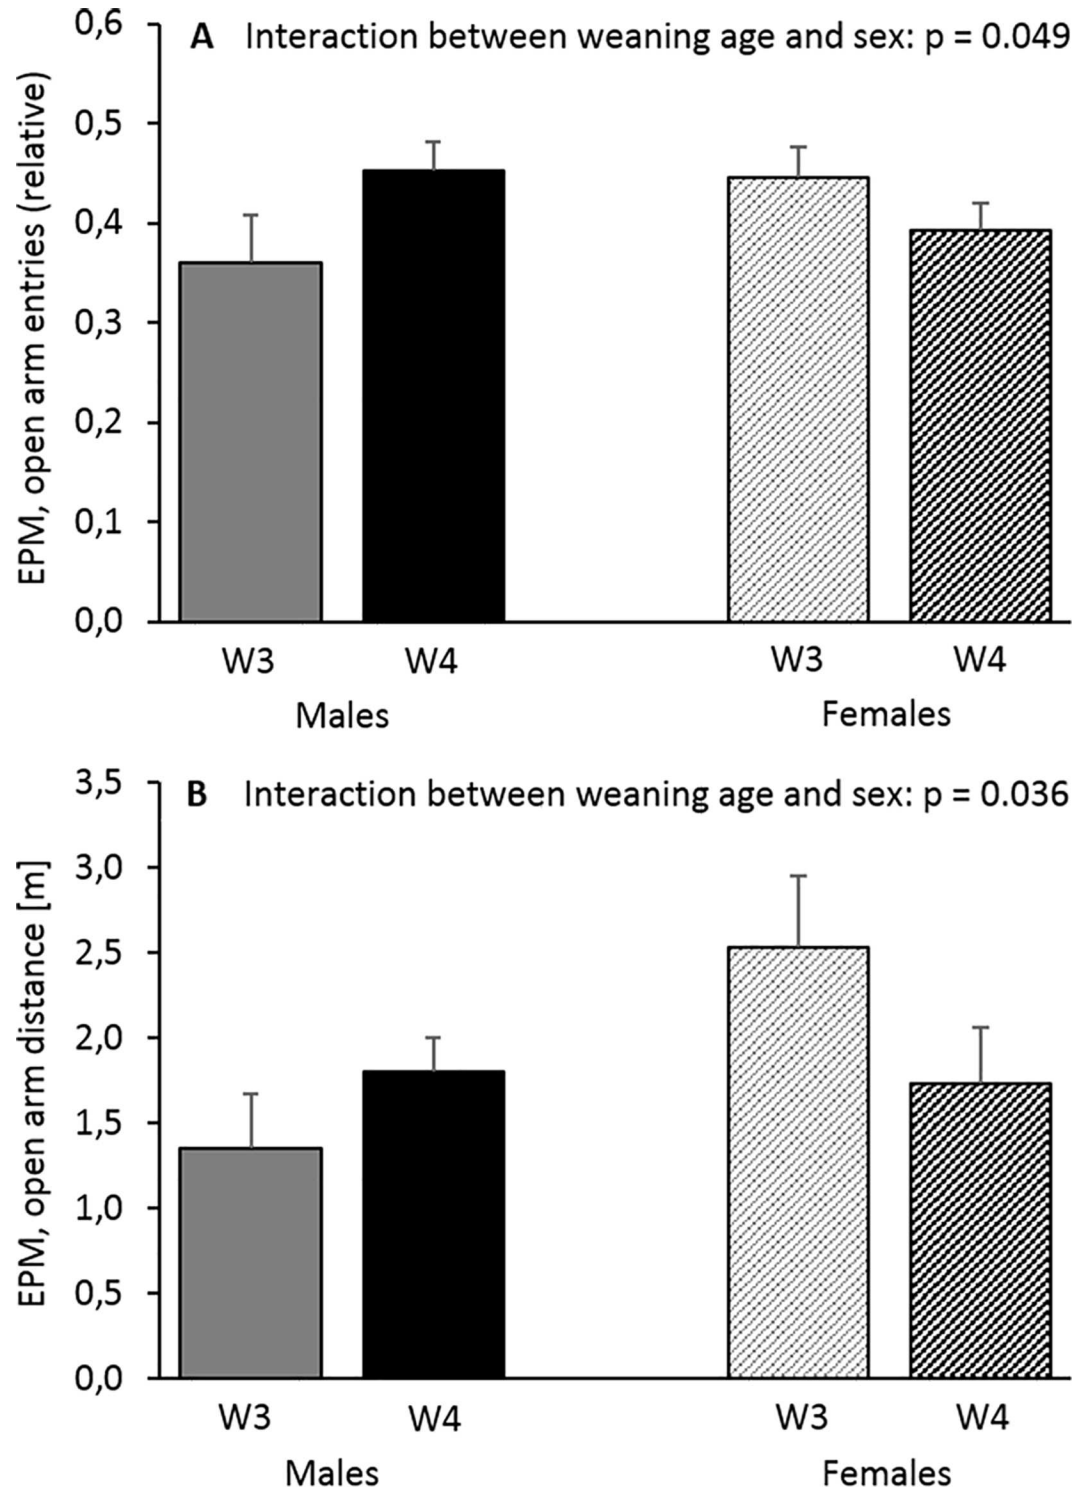 A Interaction between weaning age and sex: p = 0.049
EPM, open arm entries (relative)
0,6
0,5
0,4
0,3
0,2
0,1
0,0
W3 W4 W3 W4
Males Females
B Interaction between weaning age and sex: p = 0.036
EPM, open arm distance [m]
3,5
3,0
2,5
2,0
1,5
1,0
0,5
0,0
W3 W4 W3 W4
Males Females